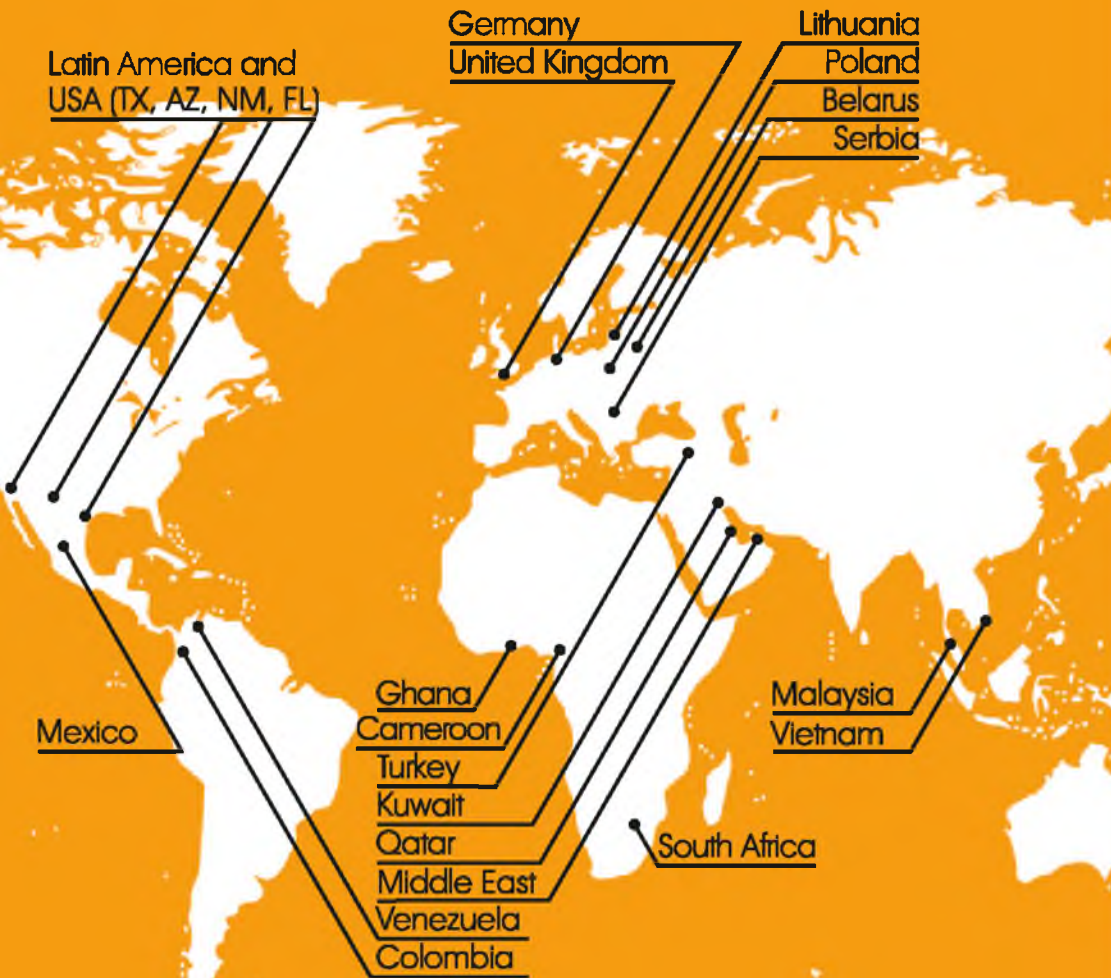 Latin America and
USA (TX, AZ, NM, FL)
Germany
United Kingdom
Lithuania
Poland
Belarus
Serbia
Mexico
Ghana
Cameroon
Turkey
Kuwait
Qatar
Middle East
Venezuela
Colombia
Malaysia
Vietnam
South Africa